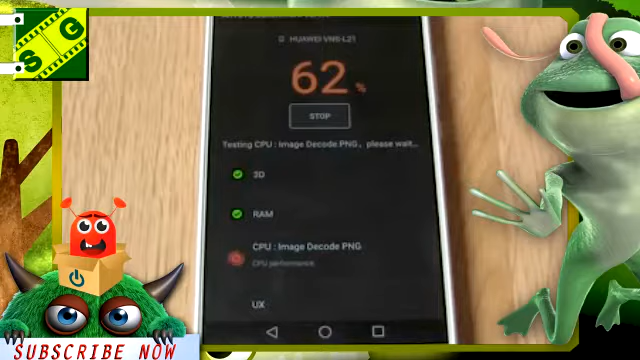 S G
HUAWEI VNS-L21
62 %
STOP
Testing CPU : Image Decode PNG, please wait...
3D
RAM
CPU : Image Decode PNG
CPU performance
UX
SUBSCRIBE NOW